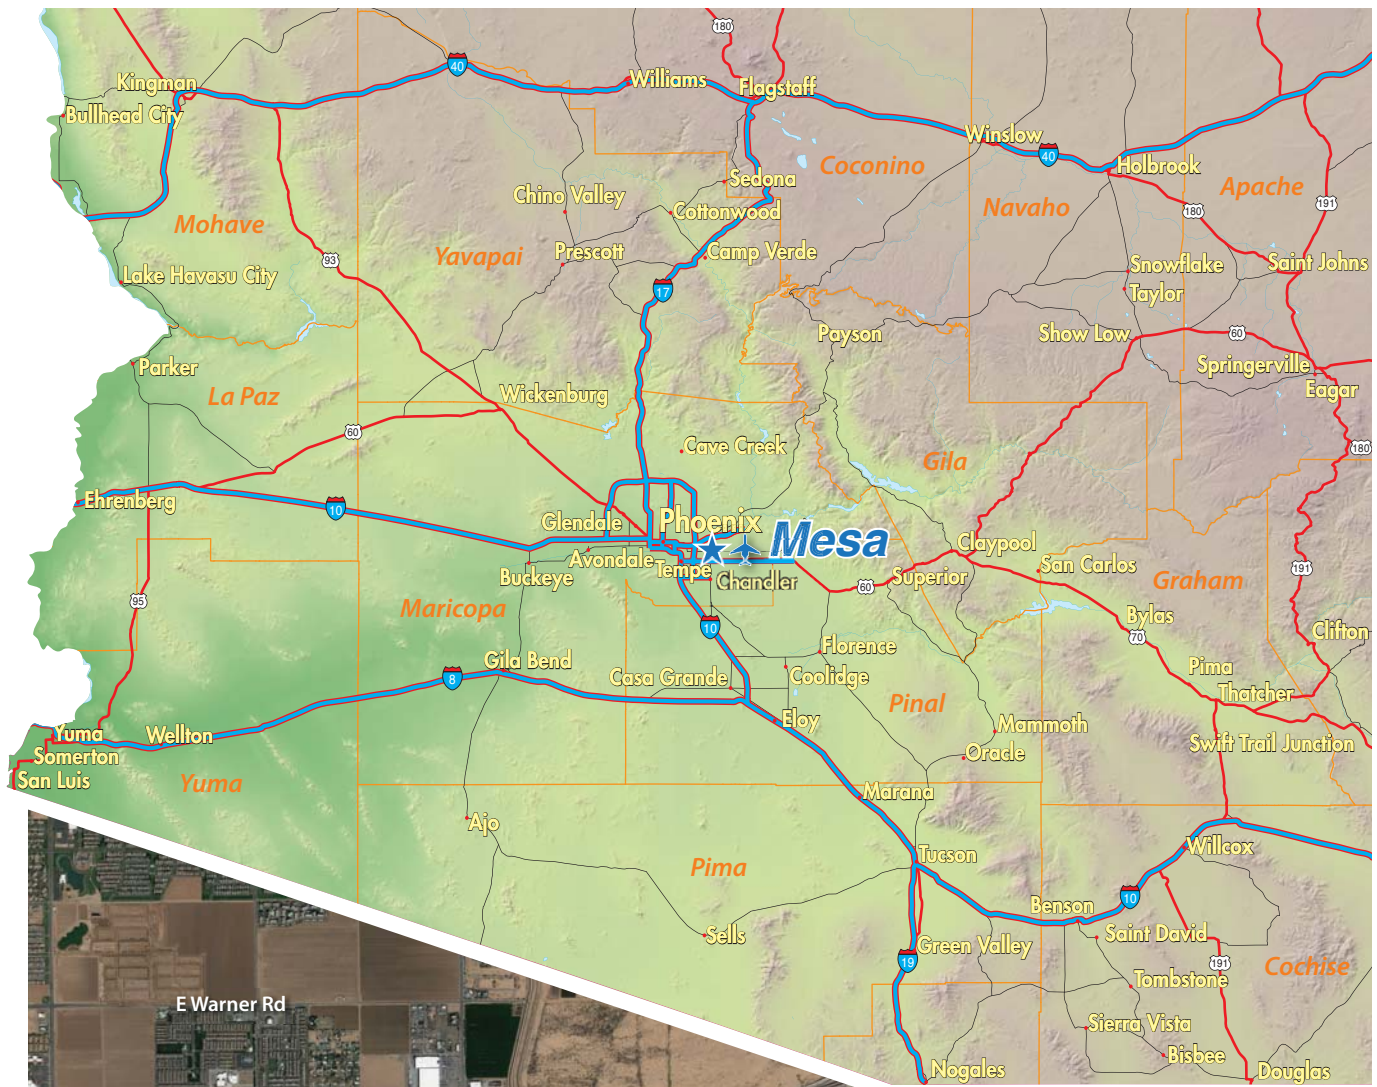 180
40
Kingman
Williams
Flagstaff
Bullhead City
Winslow
40
Holbrook
Coconino
Sedona
Apache
Chino Valley
191
Cottonwood
Navaho
180
Mohave
Yavapai
Prescott
Camp Verde
93
Snowflake
Saint Johns
Lake Havasu City
17
Taylor
Payson
Show Low
60
Parker
Springerville
Eagar
La Paz
Wickenburg
60
Cave Creek
180
Gila
Ehrenberg
10
Glendale
Phoenix
Mesa
Claypool
Avondale
Tempe
San Carlos
191
Buckeye
Chandler
Superior
60
Graham
95
Maricopa
10
Bylas
70
Clifton
Florence
Gila Bend
Pima
8
Casa Grande
Coolidge
Thatcher
Pinal
Eloy
Mammoth
Yuma
Wellton
Swift Trail Junction
Somerton
Oracle
San Luis
Yuma
Marana
Ajo
Willcox
Tucson
Pima
10
Benson
Sells
Saint David
Green Valley
19
191
Cochise
Tombstone
E Warner Rd
Sierra Vista
Bisbee
Nogales
Douglas